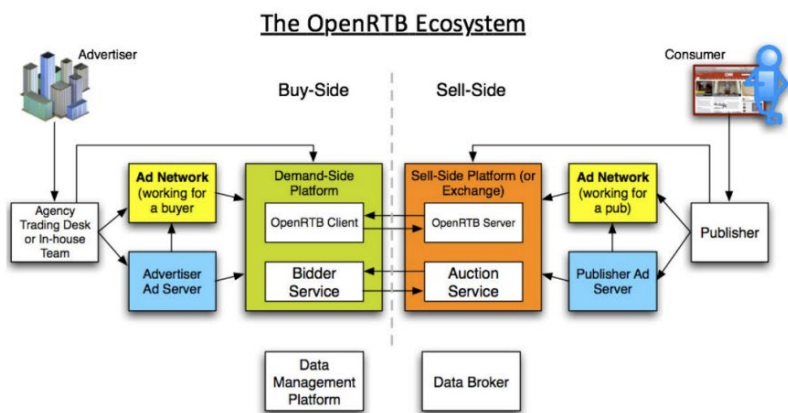 The OpenRTB Ecosystem
Advertiser
Consumer
Buy-Side
Sell-Side
Ad Network
(working for
a buyer
Demand-Side
Platform
Sell-Side Platform (or
Exchange)
Ad Network
(working for
a pub)
Agency
Trading Desk
or In-house
Team
OpenRTB Client
OpenRTB Server
Publisher
Advertiser
Ad Server
Bidder
Service
Auction
Service
Publisher Ad
Server
Data
Management
Platform
Data Broker